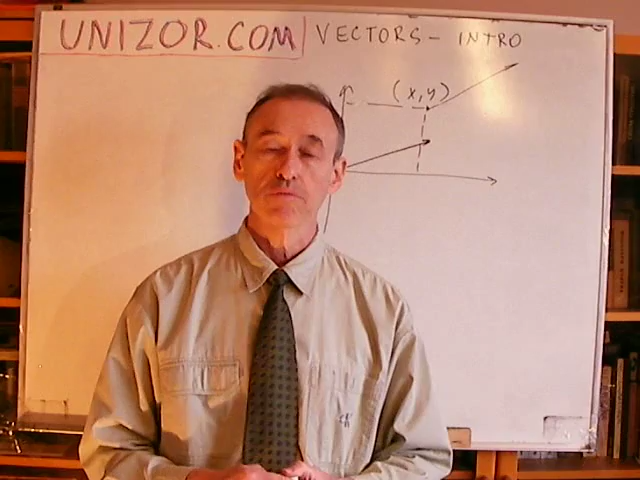 UNIZOR.COM VECTORS - INTRO
(x, y)